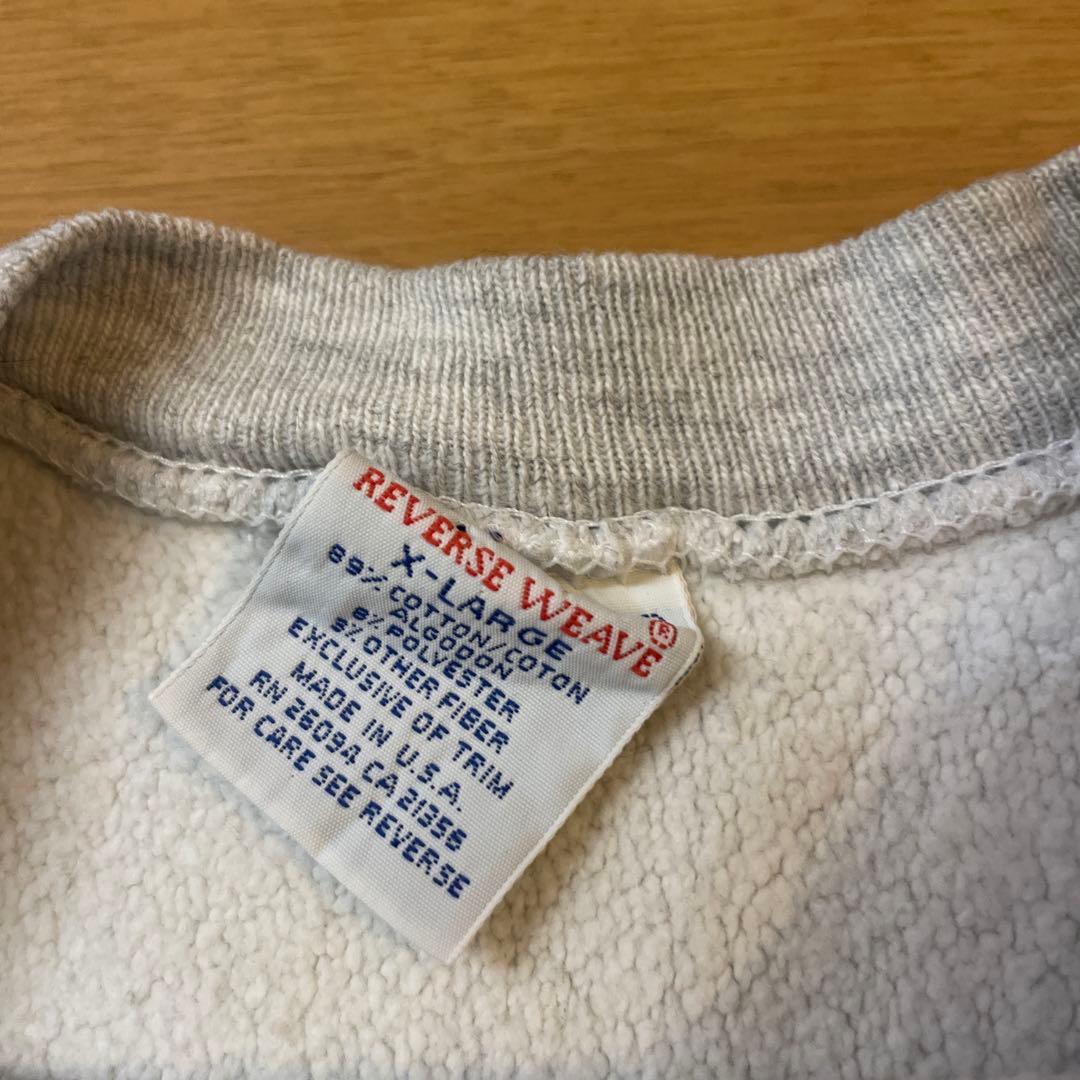 REVERSE WEAVE®
X-LARGE
89% COTTON/COTON
ALGODON
8% POLYESTER
3% OTHER FIBER
EXCLUSIVE OF TRIM
MADE IN U.S.A.
RN 26094 CA 21356
FOR CARE SEE REVERSE